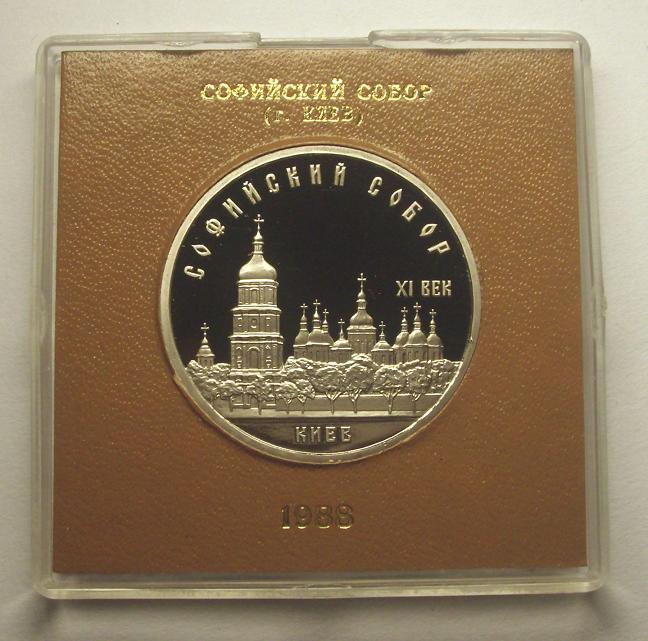 СОФИЙСКИЙ СОБОР
(г. КИЕВ)
СОФИЙСКИЙ СОБОР
XI ВЕК
КИЕВ
1988